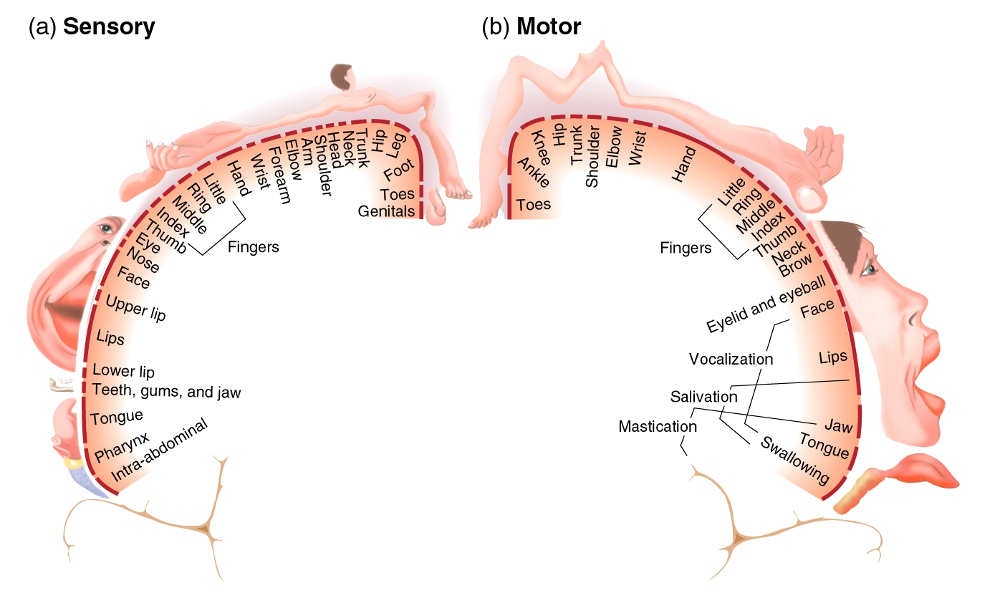 (a) Sensory
Genitals
Toes
Foot
Leg
Hip
Trunk
Neck
Head
Shoulder
Arm
Elbow
Forearm
Wrist
Hand
Little
Ring
Middle
Index
Thumb
Fingers
Eye
Nose
Face
Upper lip
Lips
Lower lip
Teeth, gums, and jaw
Tongue
Pharynx
Intra-abdominal
(b) Motor
Toes
Ankle
Knee
Hip
Trunk
Shoulder
Elbow
Wrist
Hand
Little
Ring
Middle
Index
Thumb
Fingers
Neck
Brow
Eyelid and eyeball
Face
Vocalization
Lips
Salivation
Mastication
Jaw
Tongue
Swallowing